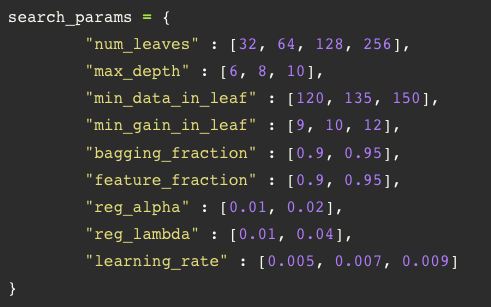 search_params = {
"num_leaves" : [32, 64, 128, 256],
"max_depth" : [6, 8, 10],
"min_data_in_leaf" : [120, 135, 150],
"min_gain_in_leaf" : [9, 10, 12],
"bagging_fraction" : [0.9, 0.95],
"feature_fraction" : [0.9, 0.95],
"reg_alpha" : [0.01, 0.02],
"reg_lambda" : [0.01, 0.04],
"learning_rate" : [0.005, 0.007, 0.009]
}